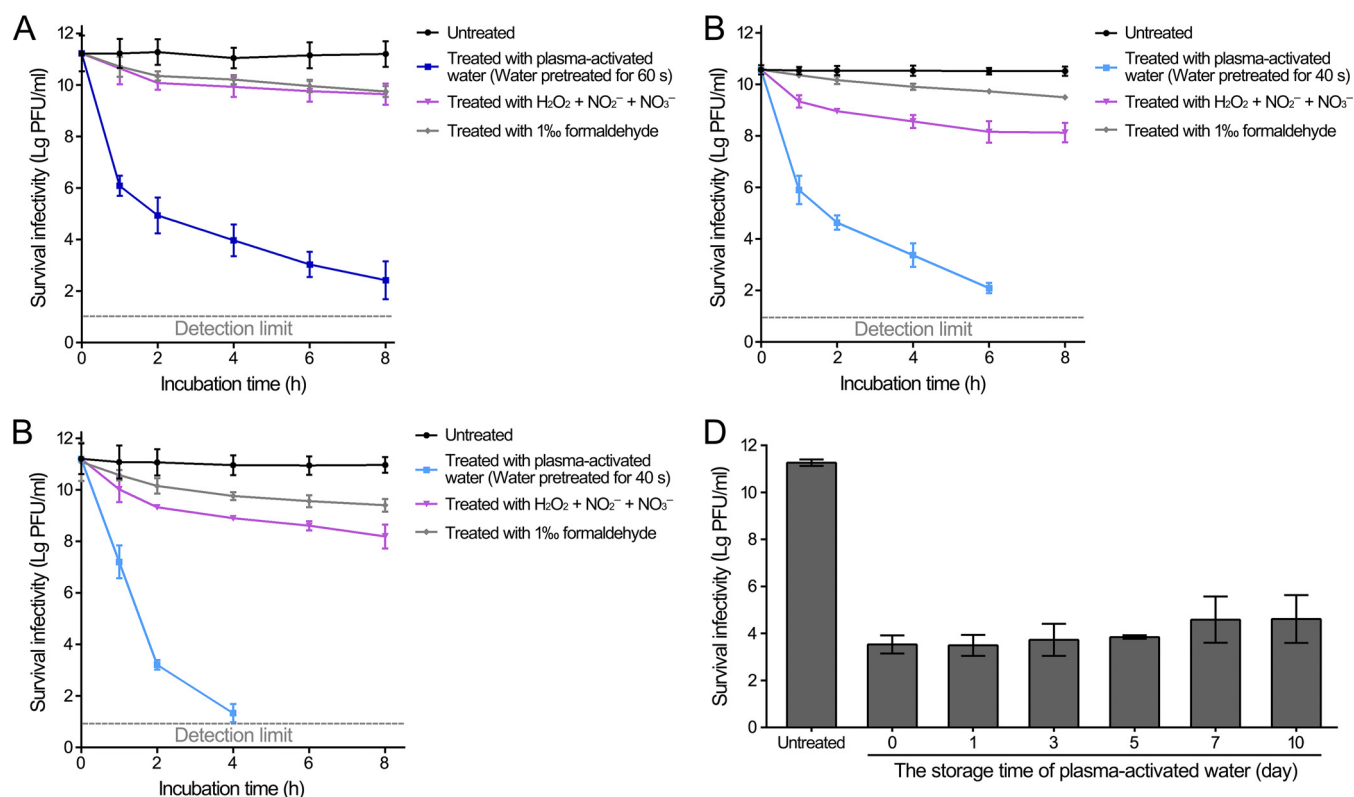 A
Survival infectivity (Lg PFU/ml)
12
10
8
6
4
2
0
Detection limit
0 2 4 6 8
Incubation time (h)
Untreated
Treated with plasma-activated
water (Water pretreated for 60 s)
Treated with H₂O₂ + NO₂⁻ + NO₃⁻
Treated with 1‰ formaldehyde
B
Survival infectivity (Lg PFU/ml)
12
10
8
6
4
2
0
Detection limit
0 2 4 6 8
Incubation time (h)
Untreated
Treated with plasma-activated
water (Water pretreated for 40 s)
Treated with H₂O₂ + NO₂⁻ + NO₃⁻
Treated with 1‰ formaldehyde
B
Survival infectivity (Lg PFU/ml)
12
10
8
6
4
2
0
Detection limit
0 2 4 6 8
Incubation time (h)
Untreated
Treated with plasma-activated
water (Water pretreated for 40 s)
Treated with H₂O₂ + NO₂⁻ + NO₃⁻
Treated with 1‰ formaldehyde
D
Survival infectivity (Lg PFU/ml)
12
10
8
6
4
2
0
Untreated 0 1 3 5 7 10
The storage time of plasma-activated water (day)